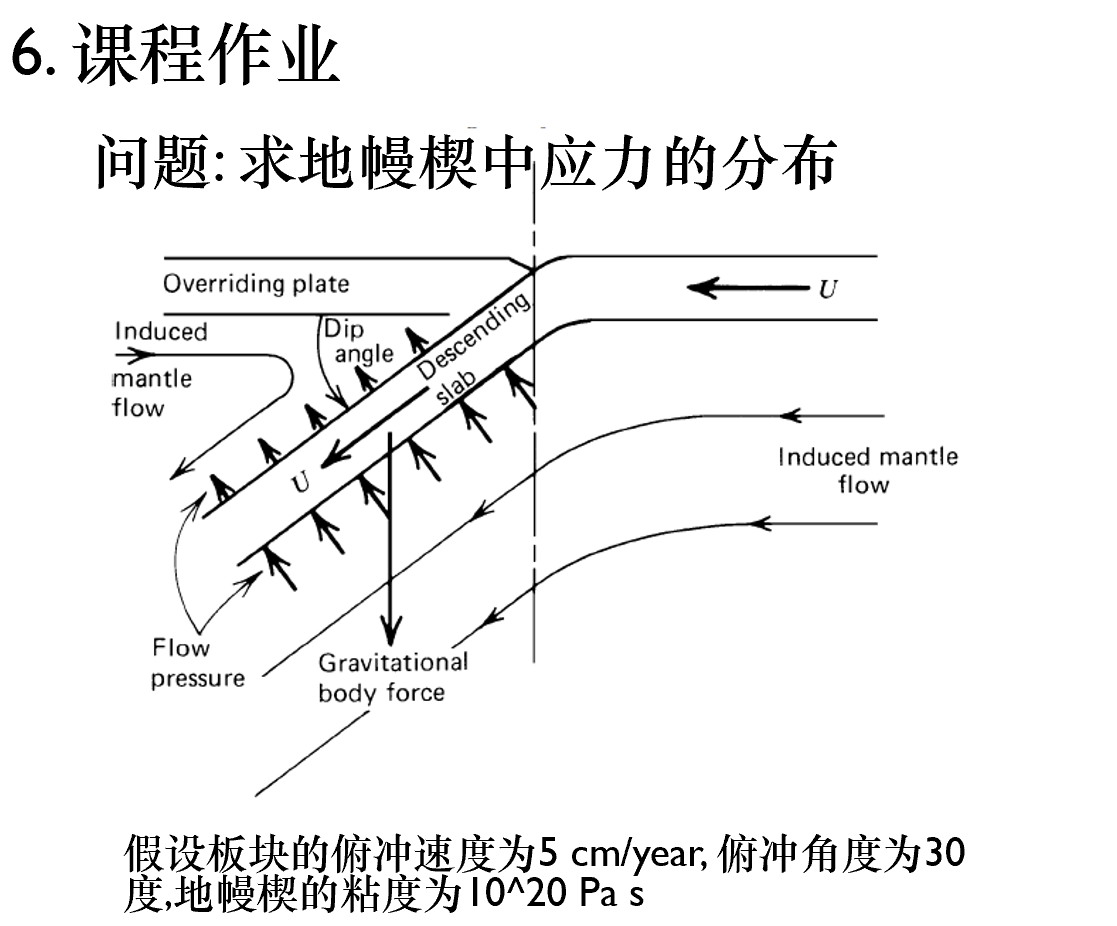 6. 课程作业
问题: 求地幔楔中应力的分布
Overriding plate
U
Induced
mantle
flow
Dip
angle
Descending
slab
U
Induced mantle
flow
Flow
pressure
Gravitational
body force
假设板块的俯冲速度为5 cm/year, 俯冲角度为30
度,地幔楔的粘度为10^20 Pa s